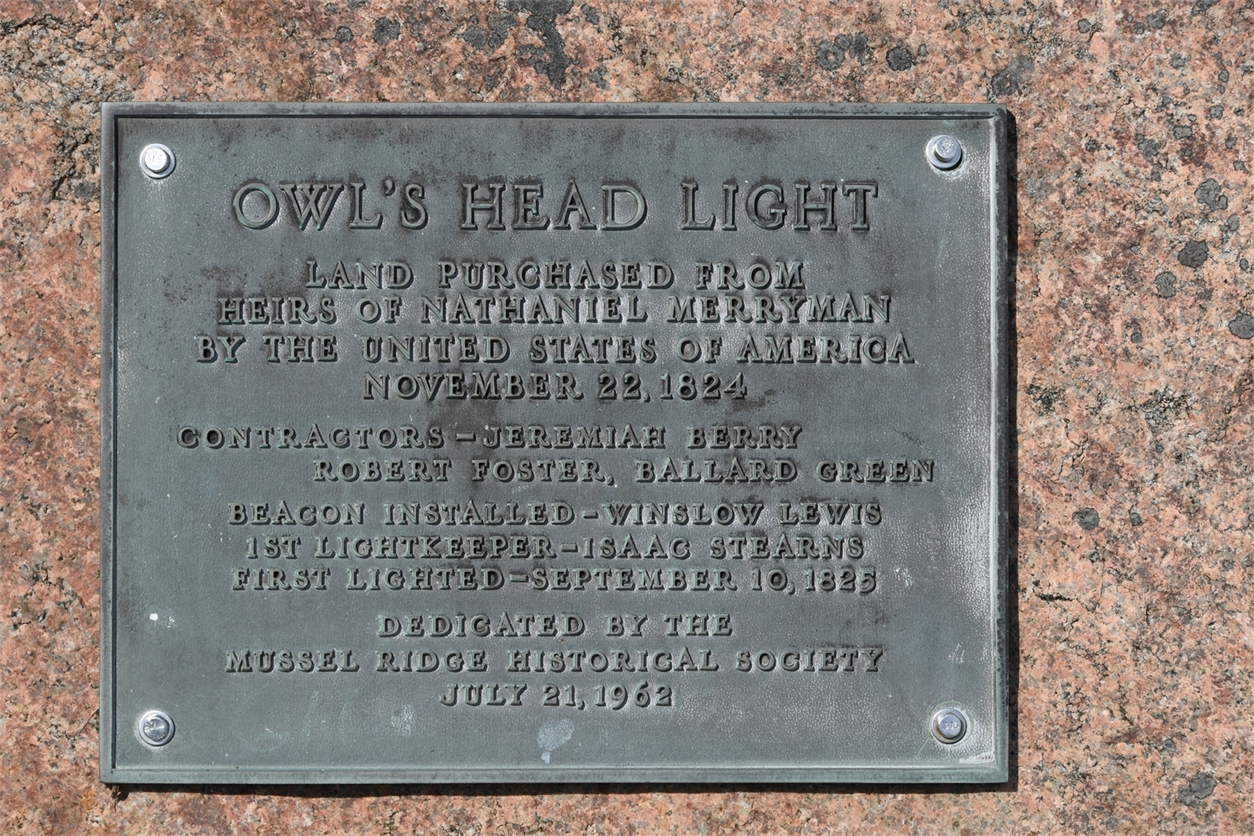 OWL'S HEAD LIGHT
LAND PURCHASED FROM
HEIRS OF NATHANIEL MERRYMAN
BY THE UNITED STATES OF AMERICA
NOVEMBER 22, 1824
CONTRACTORS – JEREMIAH BERRY
ROBERT FOSTER, BALLARD GREEN
BEACON INSTALLED – WINSLOW LEWIS
1ST LIGHTKEEPER – ISAAC STEARNS
FIRST LIGHTED – SEPTEMBER 10, 1825
DEDICATED BY THE
MUSSEL RIDGE HISTORICAL SOCIETY
JULY 21, 1962